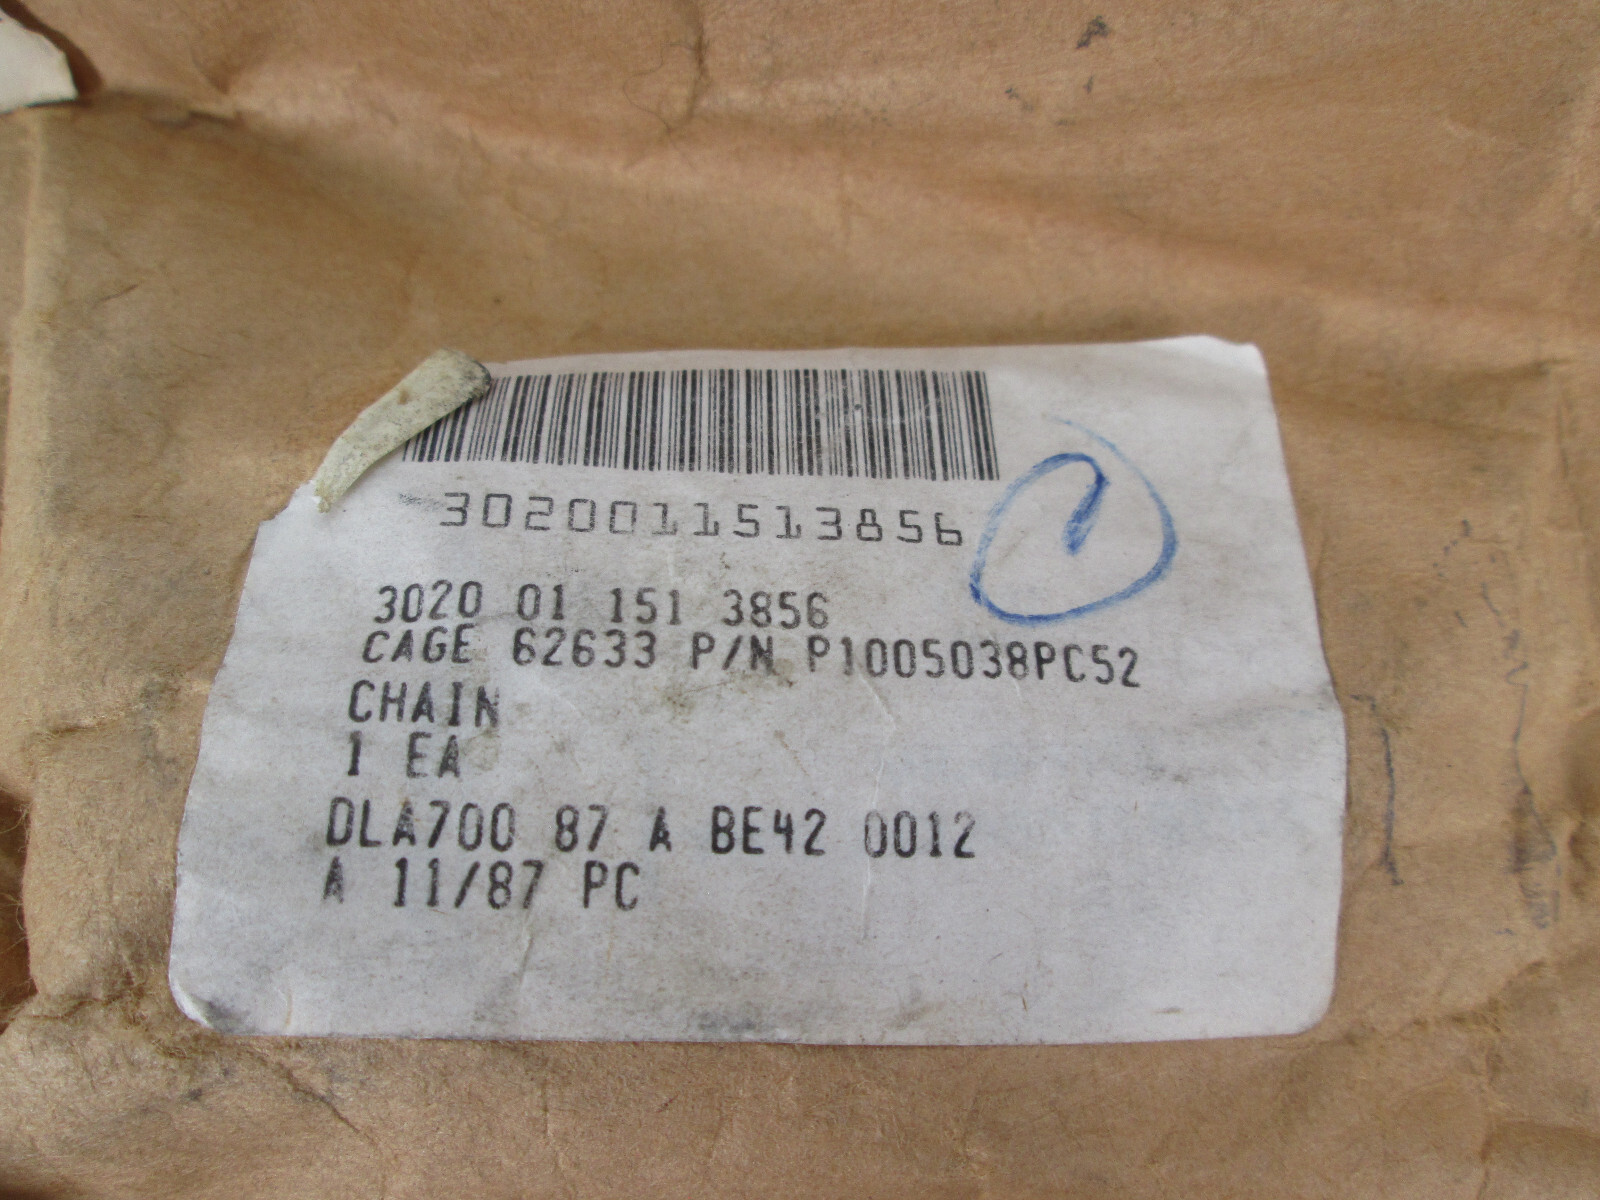 3020011513856
3020 01 151 3856
CAGE 62633 P/N P1005038PC52
CHAIN
1 EA
DLA700 87 A BE42 0012
A 11/87 PC